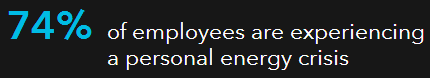 74% of employees are experiencing
a personal energy crisis